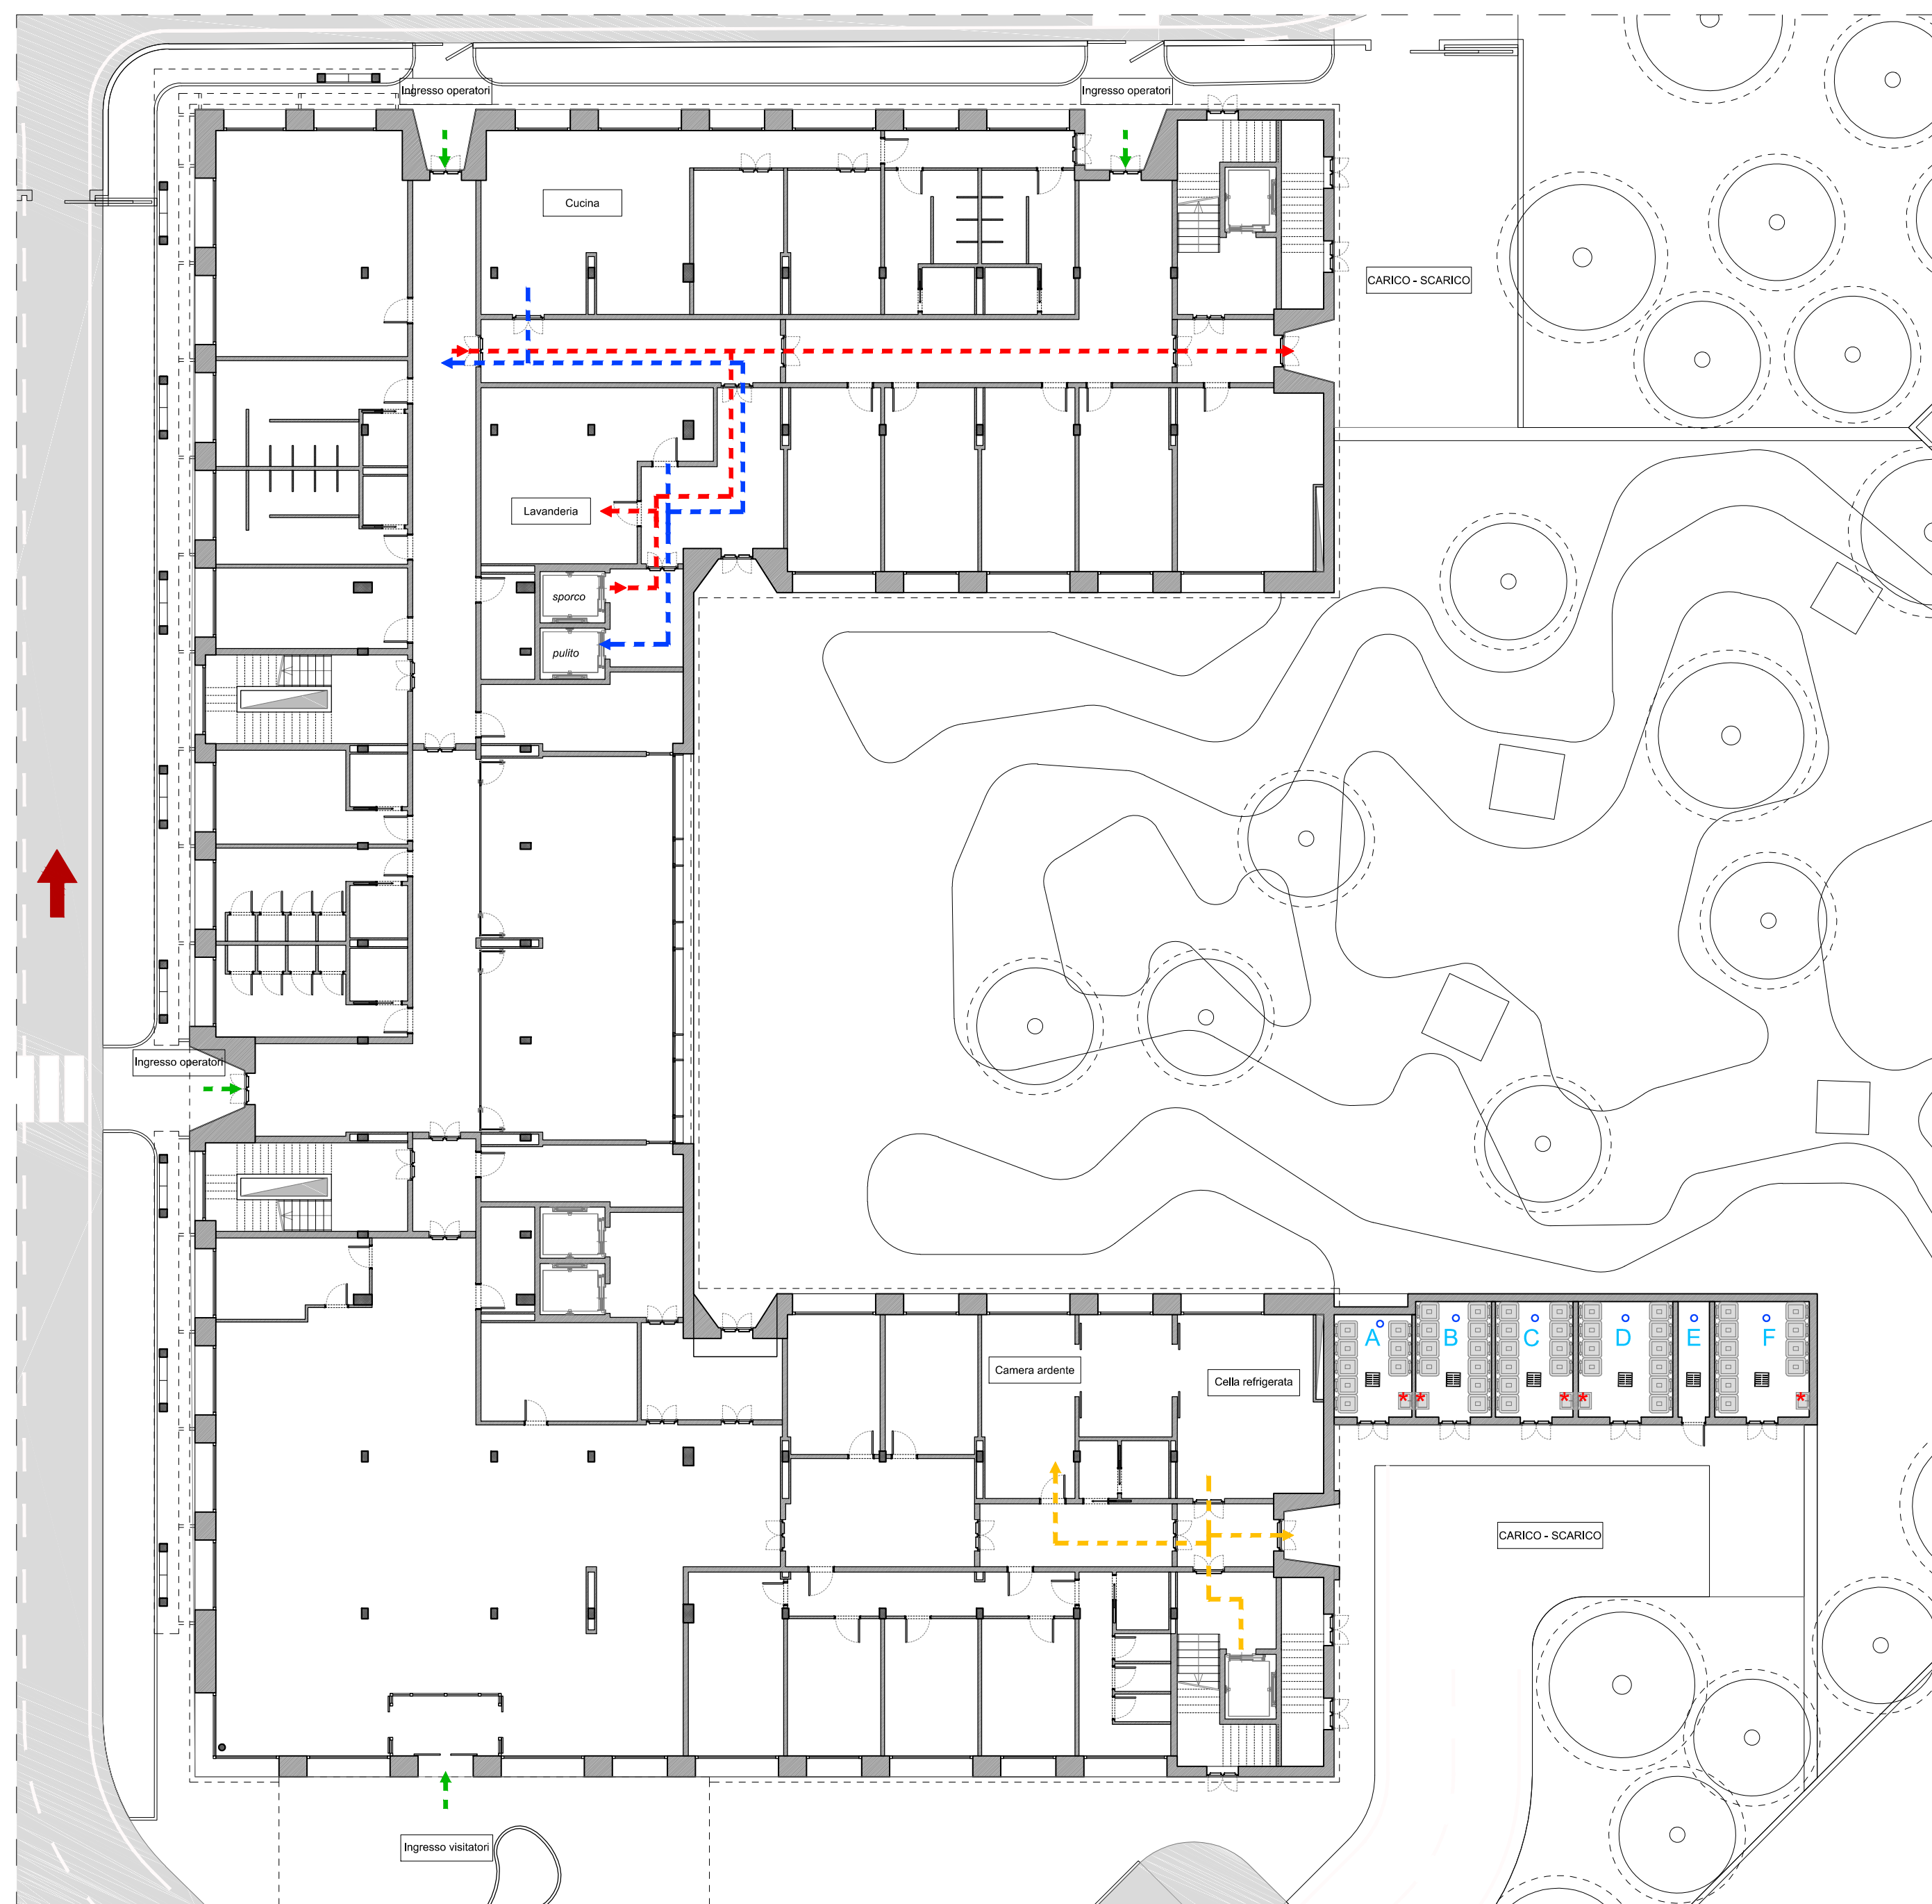 Ingresso operatori
Ingresso operatori
Cucina
CARICO - SCARICO
Lavanderia
sporco
pulito
Ingresso operatori
A
B
C
D
E
F
Camera ardente
Cella refrigerata
*
*
*
*
*
CARICO - SCARICO
Ingresso visitatori